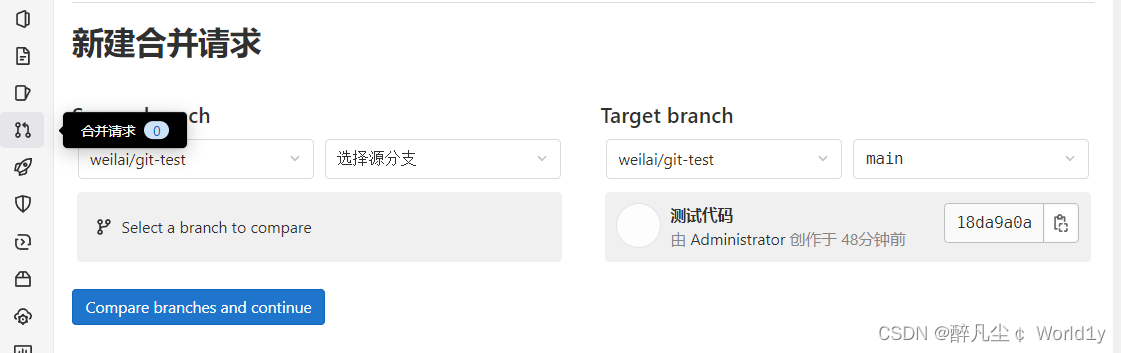 新建合并请求
合并请求 0
Target branch
weilai/git-test
选择源分支
weilai/git-test
main
Select a branch to compare
测试代码
由 Administrator 创作于 48分钟前
18da9a0a
Compare branches and continue
CSDN @醉凡尘￠ World1y